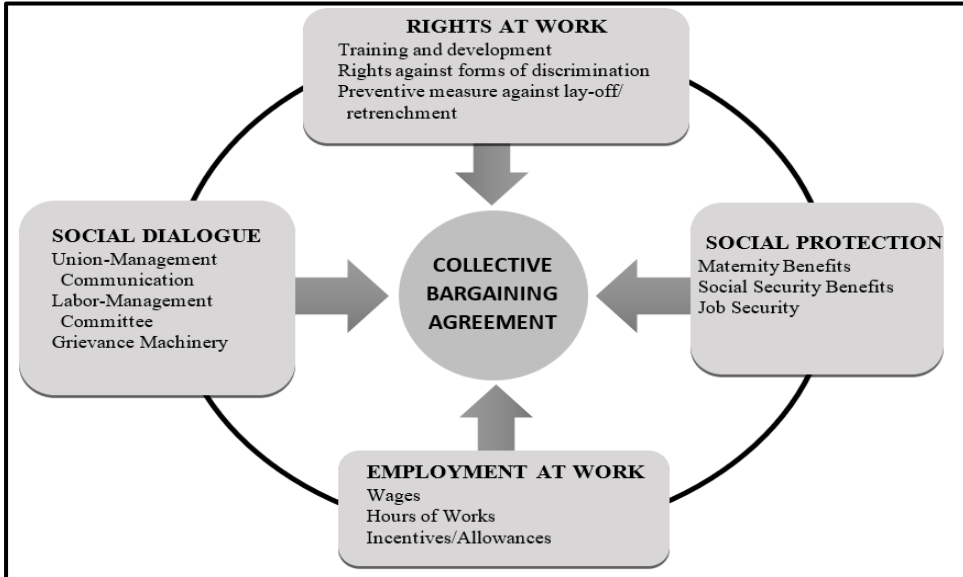 RIGHTS AT WORK
Training and development
Rights against forms of discrimination
Preventive measure against lay-off/
retrenchment
SOCIAL DIALOGUE
Union-Management
Communication
Labor-Management
Committee
Grievance Machinery
COLLECTIVE
BARGAINING
AGREEMENT
SOCIAL PROTECTION
Maternity Benefits
Social Security Benefits
Job Security
EMPLOYMENT AT WORK
Wages
Hours of Works
Incentives/Allowances